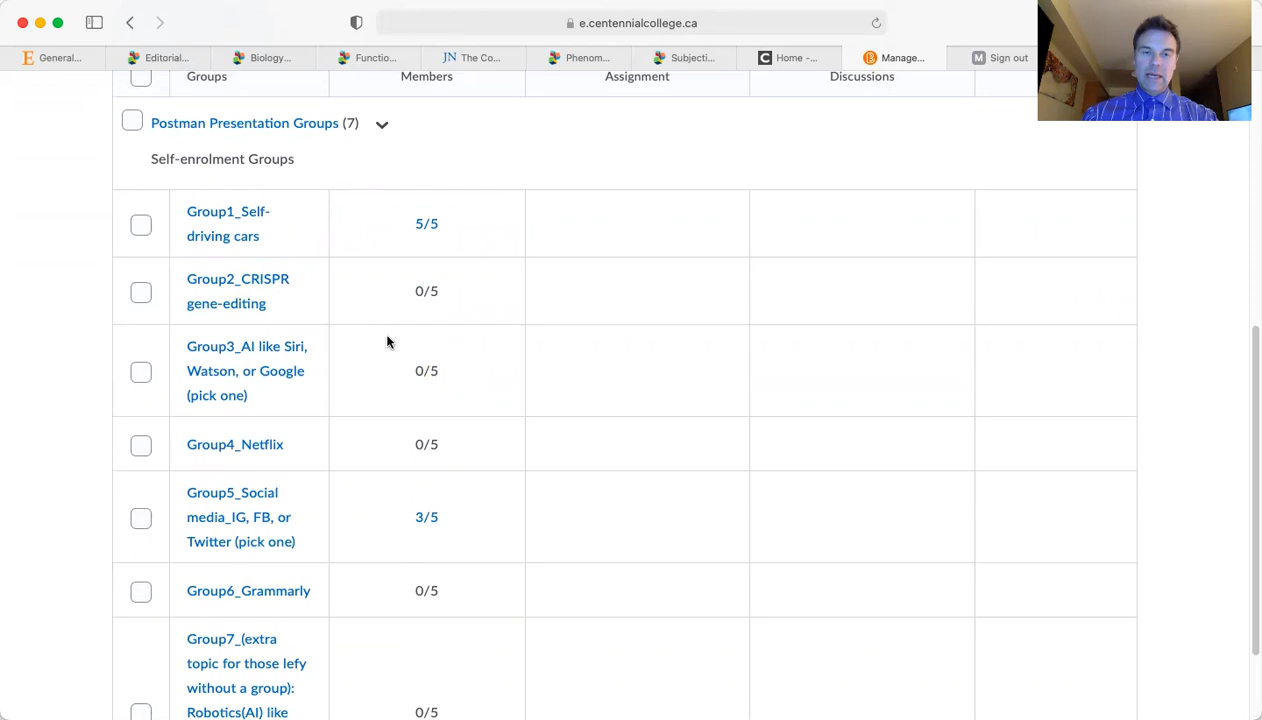 e.centennialcollege.ca
General...
Editorial...
Biology...
Functio...
JN The Co...
Phenom...
Subjecti...
Home -...
Manage...
Sign out
Groups
Members
Assignment
Discussions
Postman Presentation Groups (7)
Self-enrolment Groups
Group1_Self-
driving cars
5/5
Group2_CRISPR
gene-editing
0/5
Group3_AI like Siri,
Watson, or Google
(pick one)
0/5
Group4_Netflix
0/5
Group5_Social
media_IG, FB, or
Twitter (pick one)
3/5
Group6_Grammarly
0/5
Group7_(extra
topic for those lefy
without a group):
Robotics(AI) like
0/5